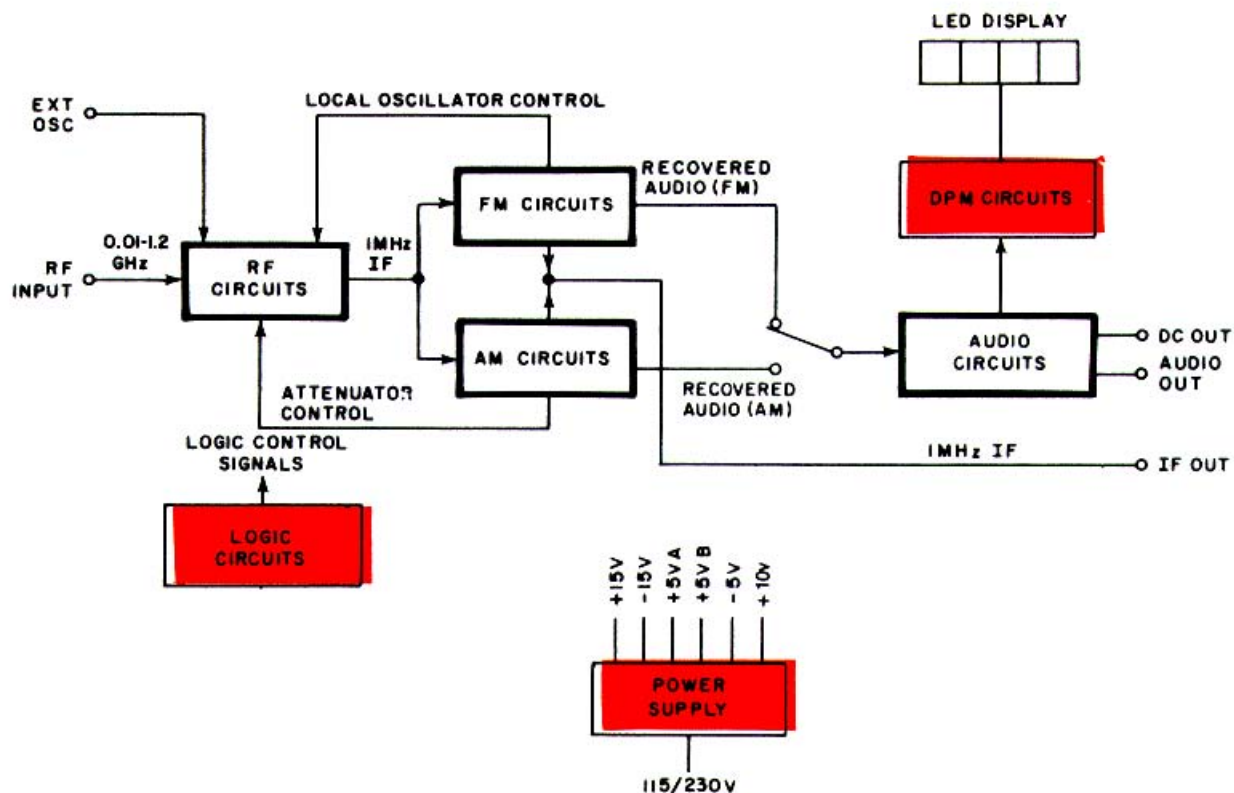 LED DISPLAY
EXT
OSC
LOCAL OSCILLATOR CONTROL
RECOVERED
AUDIO (FM)
FM CIRCUITS
DPM CIRCUITS
0.01-1.2
GHz
RF
INPUT
RF
CIRCUITS
1MHz
IF
AM CIRCUITS
AUDIO
CIRCUITS
DC OUT
AUDIO
OUT
ATTENUATOR
CONTROL
RECOVERED
AUDIO (AM)
LOGIC CONTROL
SIGNALS
1MHz IF
IF OUT
LOGIC
CIRCUITS
+15V
-15V
+5V A
+5V B
-5V
+10v
POWER
SUPPLY
115/230V